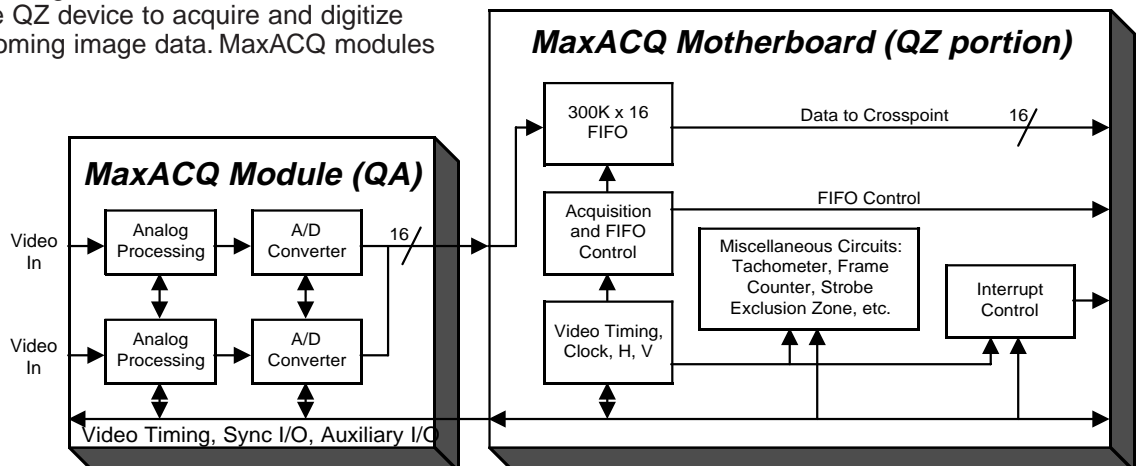 QZ device to acquire and digitize
oming image data. MaxACQ modules
MaxACQ Motherboard (QZ portion)
300K x 16
FIFO
Data to Crosspoint
16
MaxACQ Module (QA)
Acquisition
and FIFO
Control
FIFO Control
Video
In
Analog
Processing
A/D
Converter
16
Miscellaneous Circuits:
Tachometer, Frame
Counter, Strobe
Exclusion Zone, etc.
Interrupt
Control
Video
In
Analog
Processing
A/D
Converter
Video Timing,
Clock, H, V
Video Timing, Sync I/O, Auxiliary I/O